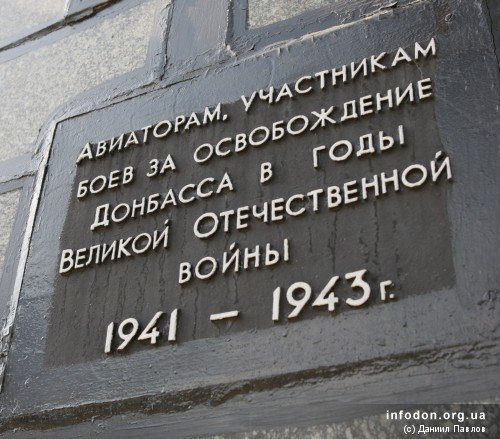 Авиаторам, участникам
боев за освобождение
Донбасса в годы
Великой Отечественной
войны
1941 – 1943 г.
infodon.org.ua
(c) Даниил Павлов